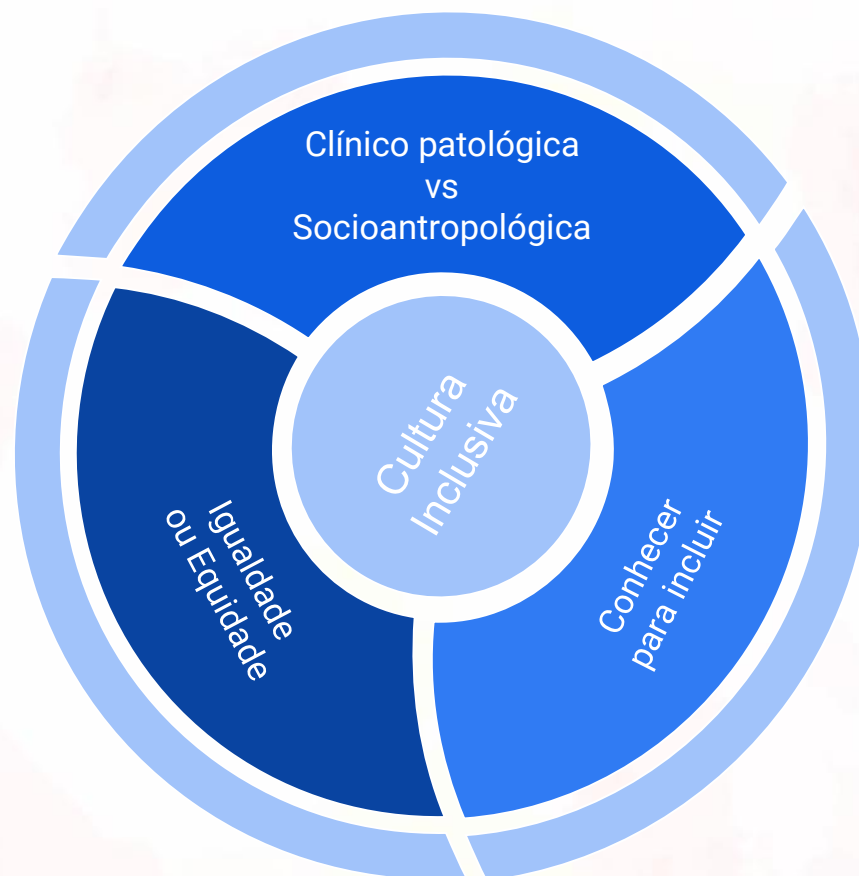 Clínico patológica
vs
Socioantropológica
Cultura
Inclusiva
Igualdade
ou Equidade
Conhecer
para incluir